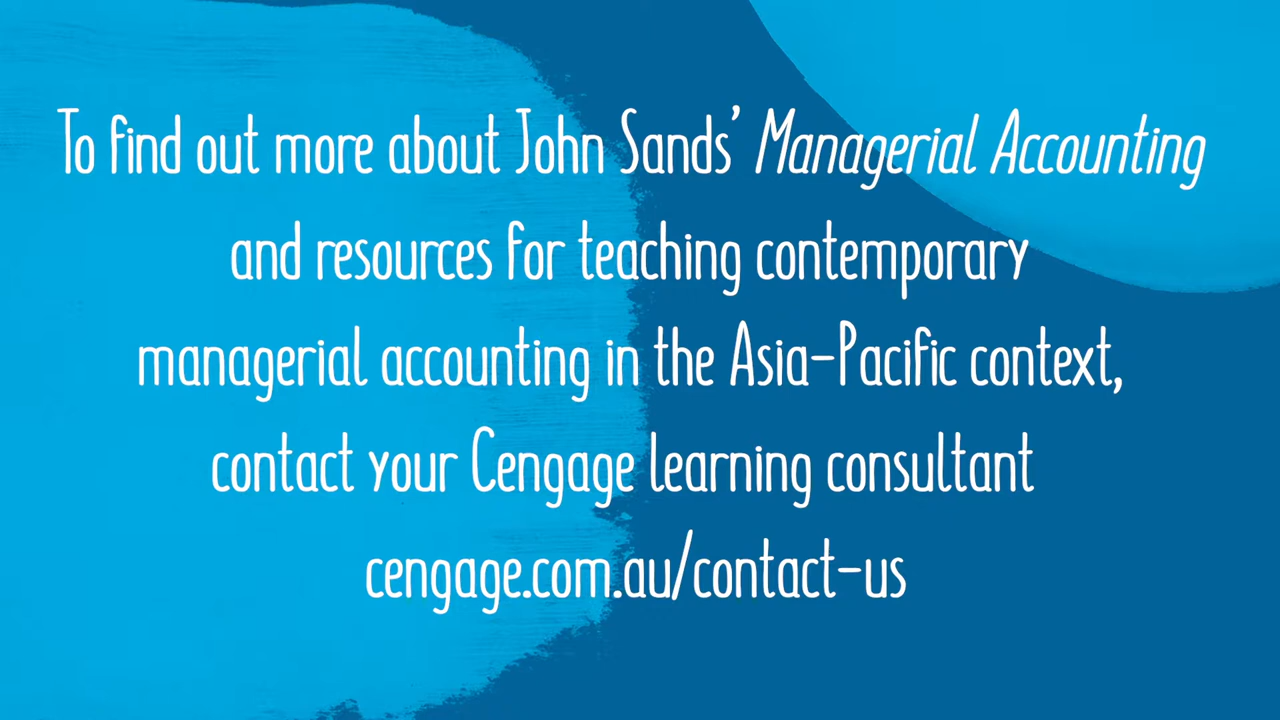 To find out more about John Sands' Managerial Accounting
and resources for teaching contemporary
managerial accounting in the Asia-Pacific context,
contact your Cengage learning consultant
cengage.com.au/contact-us